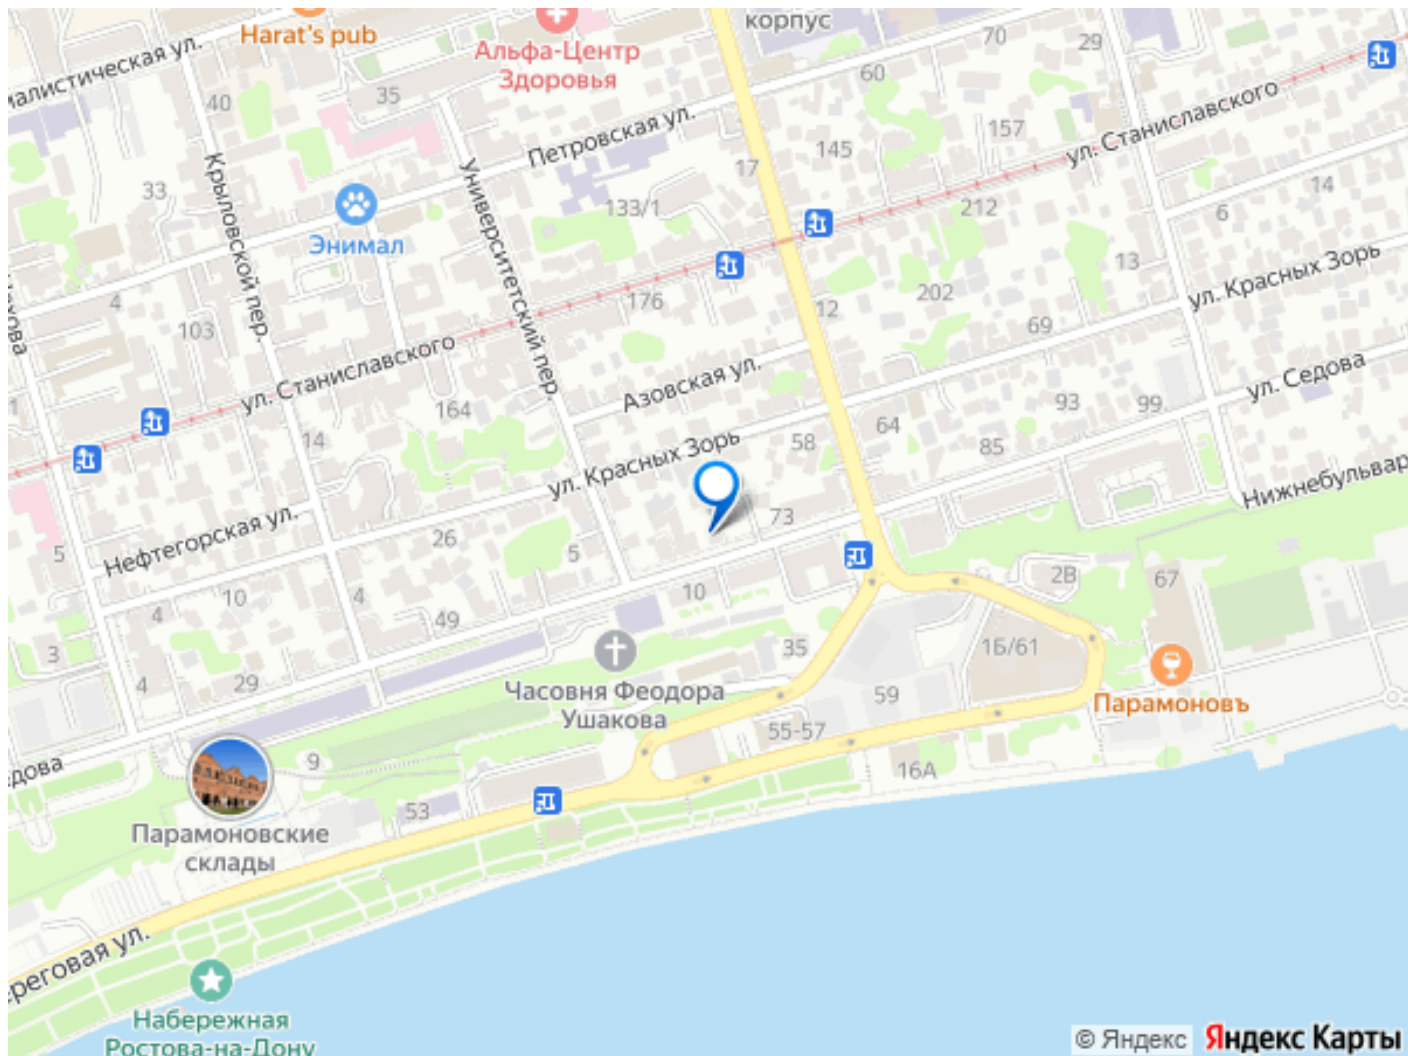 Harat's pub
корпус
Альфа-Центр
Здоровья
70
29
60
малистическая ул.
40
35
Петровская ул.
ул. Станиславского
157
145
17
Крыловской пер.
Университетский пер.
33
133/1
212
14
6
Энимал
13
ул. Красных Зорь
4
103
176
12
202
69
ул. Станиславского
Азовская ул.
ул. Седова
164
93
99
14
58
64
85
ул. Красных Зорь
Нижнебульвар
Нефтегорская ул.
73
5
26
5
2В
67
10
4
10
4
49
3
35
1Б/61
4
29
Часовня Феодора
Ушакова
59
Парамоновъ
55-57
дова
9
16А
53
Парамоновские
склады
реговая ул.
Набережная
Ростова-на-Дону
© Яндекс
Яндекс Карты